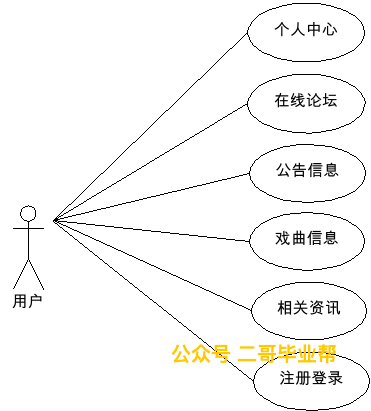 个人中心
在线论坛
公告信息
戏曲信息
用户
相关资讯
公众号 二哥毕业帮
注册登录